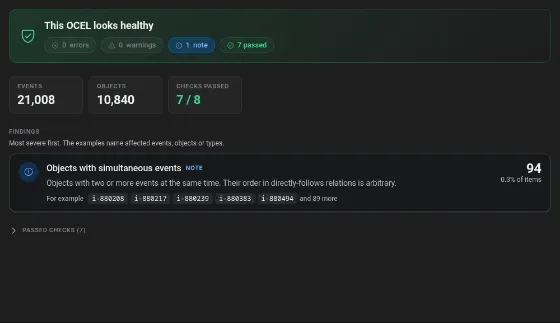 This OCEL looks healthy
0 errors
0 warnings
1 note
7 passed
EVENTS
21,008
OBJECTS
10,840
CHECKS PASSED
7 / 8
FINDINGS
Most severe first. The examples name affected events, objects or types.
Objects with simultaneous events NOTE
94
Objects with two or more events at the same time. Their order in directly-follows relations is arbitrary.
0.3% of items
For example i-880208 i-880217 i-880239 i-880383 i-880494 and 89 more
PASSED CHECKS (7)